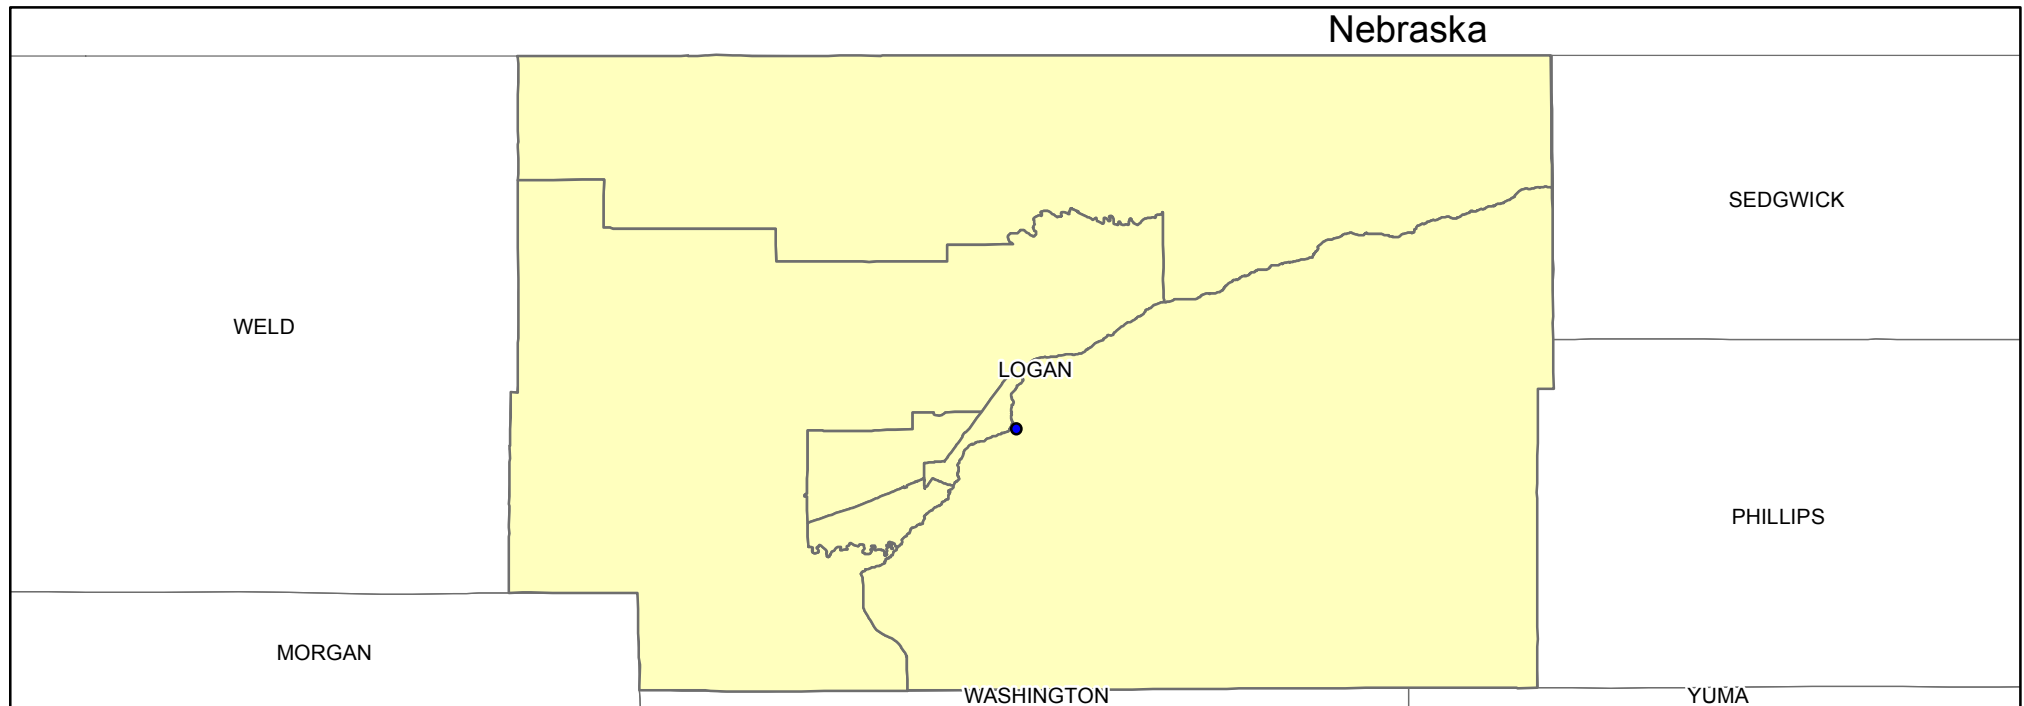 Nebraska
SEDGWICK
WELD
LOGAN
PHILLIPS
MORGAN
WASHINGTON
YUMA